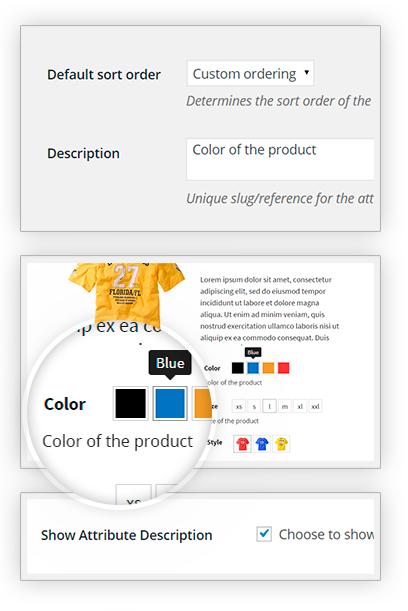 Default sort order
Custom ordering
Determines the sort order of the
Description
Color of the product
Unique slug/reference for the att
27
FLORIDA/TL
Lorem ipsum dolor sit amet, consectetur
adipiscing elit, sed do eiusmod tempor
incididunt ut labore et dolore magna
aliqua. Ut enim ad minim veniam, quis
nostrud exercitation ullamco laboris nisi ut
aliquip ex ea commodo consequat. Duis
Blue
Color
Color of the product
xs s l m xl xxl
Style
ip ex ea co
Blue
Color
Color of the product
xs
Show Attribute Description
Choose to show